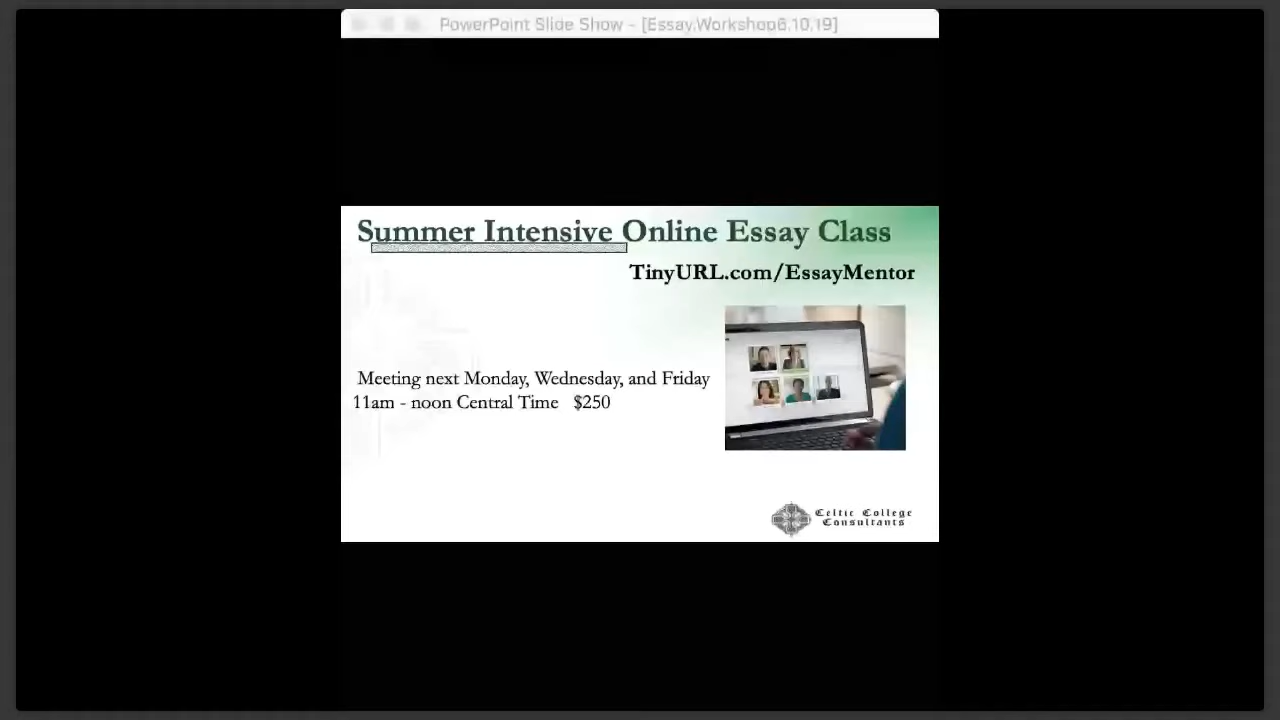 PowerPoint Slide Show - [Essay.Workshop6.10.19]
Summer Intensive Online Essay Class
TinyURL.com/EssayMentor
Meeting next Monday, Wednesday, and Friday
11am - noon Central Time $250
Celtic College
Consultants